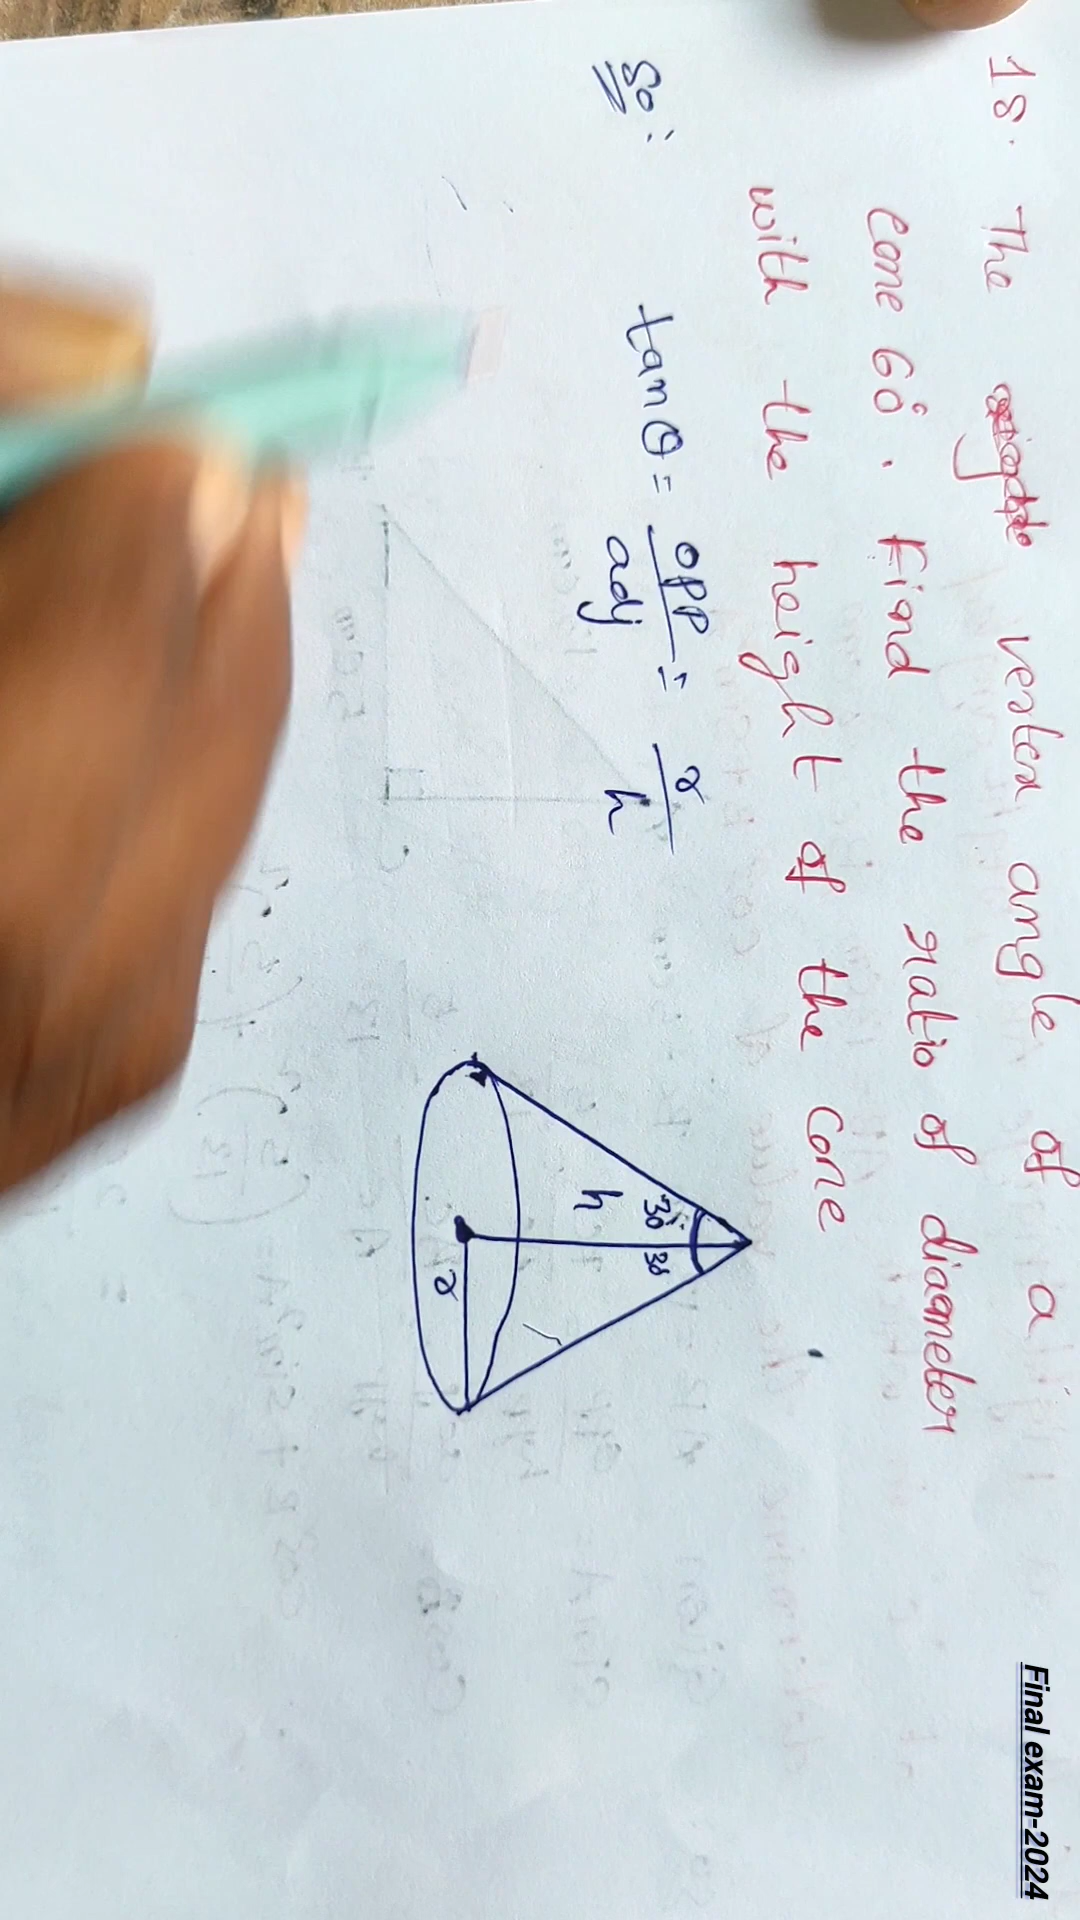 Final exam-2024
18. The vertex angle of a
cone 60°. Find the ratio of diameter
with the height of the cone
So:
tan θ = opp/adj = r/h
30° 30
h
r